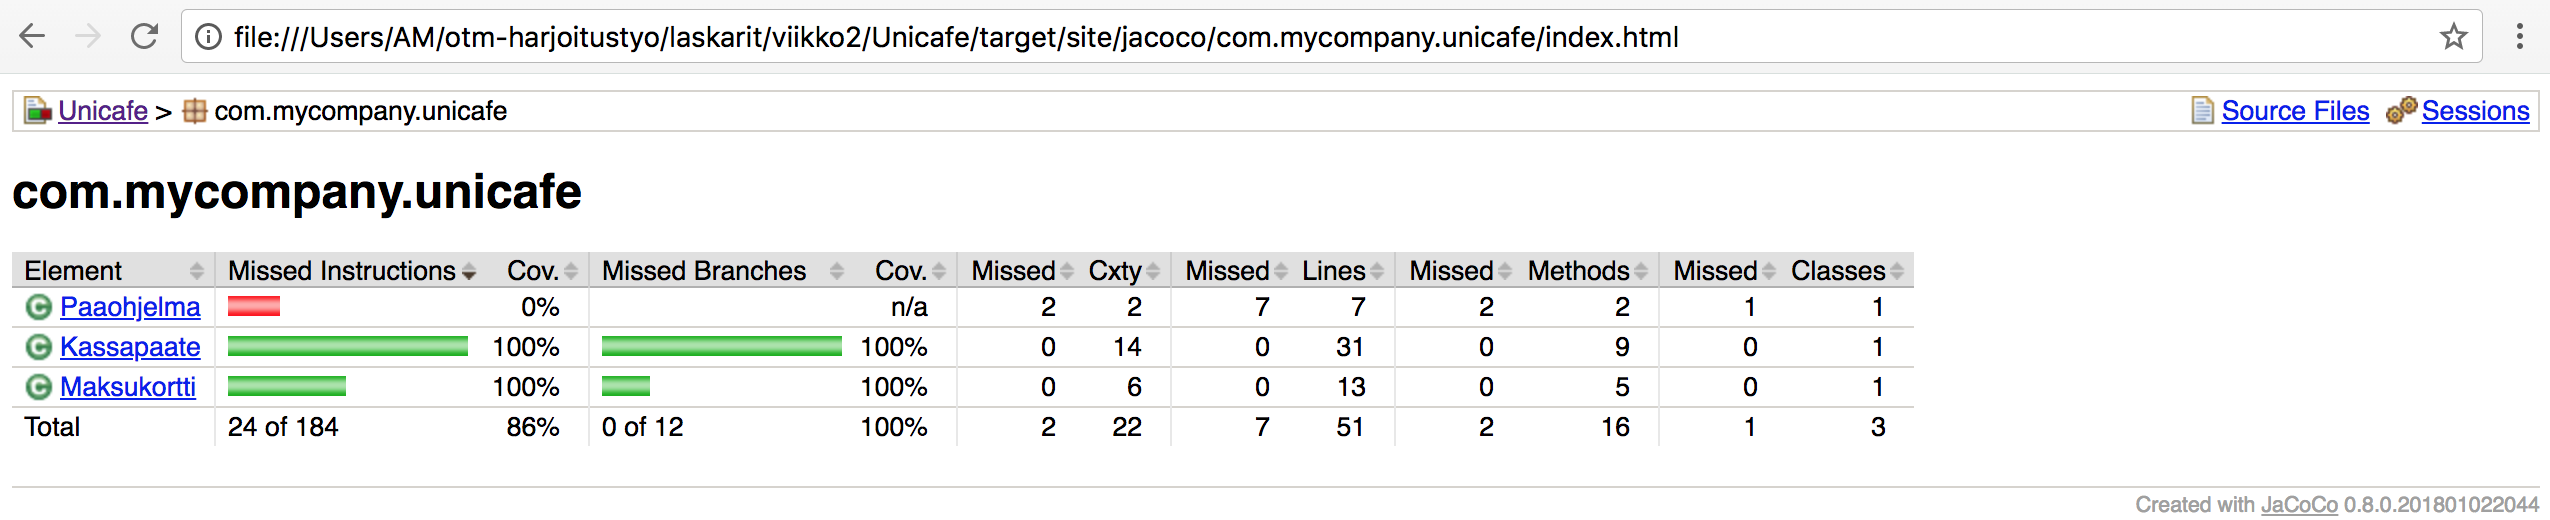 file:///Users/AM/otm-harjoitustyo/laskarit/viikko2/Unicafe/target/site/jacoco/com.mycompany.unicafe/index.html
Unicafe > com.mycompany.unicafe Source Files Sessions
com.mycompany.unicafe
Element Missed Instructions Cov. Missed Branches Cov. Missed Cxty Missed Lines Missed Methods Missed Classes
Paaohjelma 0% n/a 2 2 7 7 2 2 1 1
Kassapaate 100% 100% 0 14 0 31 0 9 0 1
Maksukortti 100% 100% 0 6 0 13 0 5 0 1
Total 24 of 184 86% 0 of 12 100% 2 22 7 51 2 16 1 3
Created with JaCoCo 0.8.0.201801022044